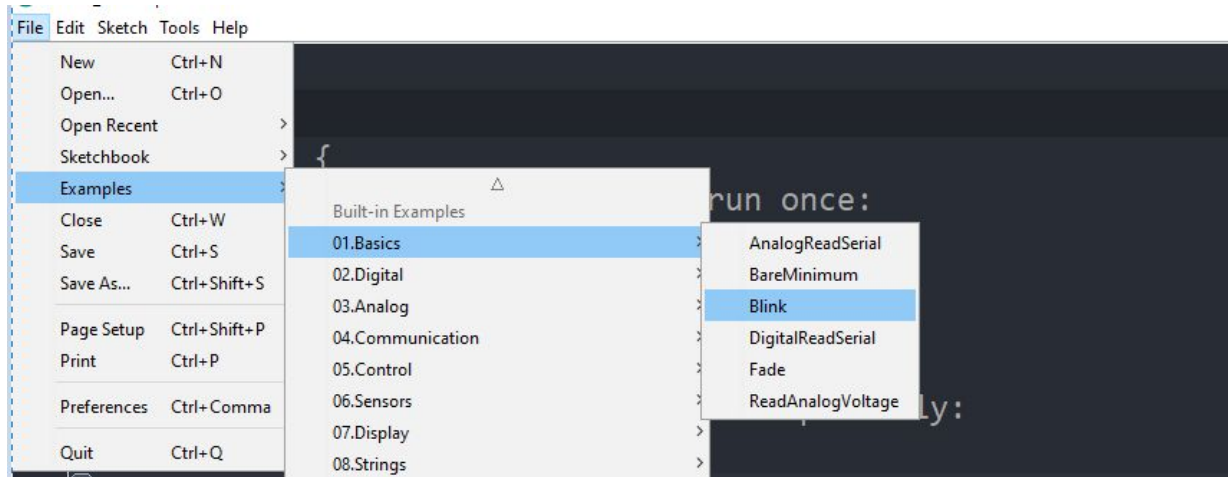 File Edit Sketch Tools Help
New Ctrl+N
Open... Ctrl+O
Open Recent >
Sketchbook >
Examples >
Close Ctrl+W
Save Ctrl+S
Save As... Ctrl+Shift+S
Page Setup Ctrl+Shift+P
Print Ctrl+P
Preferences Ctrl+Comma
Quit Ctrl+Q
△
Built-in Examples
01.Basics >
02.Digital >
03.Analog >
04.Communication >
05.Control >
06.Sensors >
07.Display >
08.Strings >
AnalogReadSerial
BareMinimum
Blink
DigitalReadSerial
Fade
ReadAnalogVoltage
{
run once:
ly: